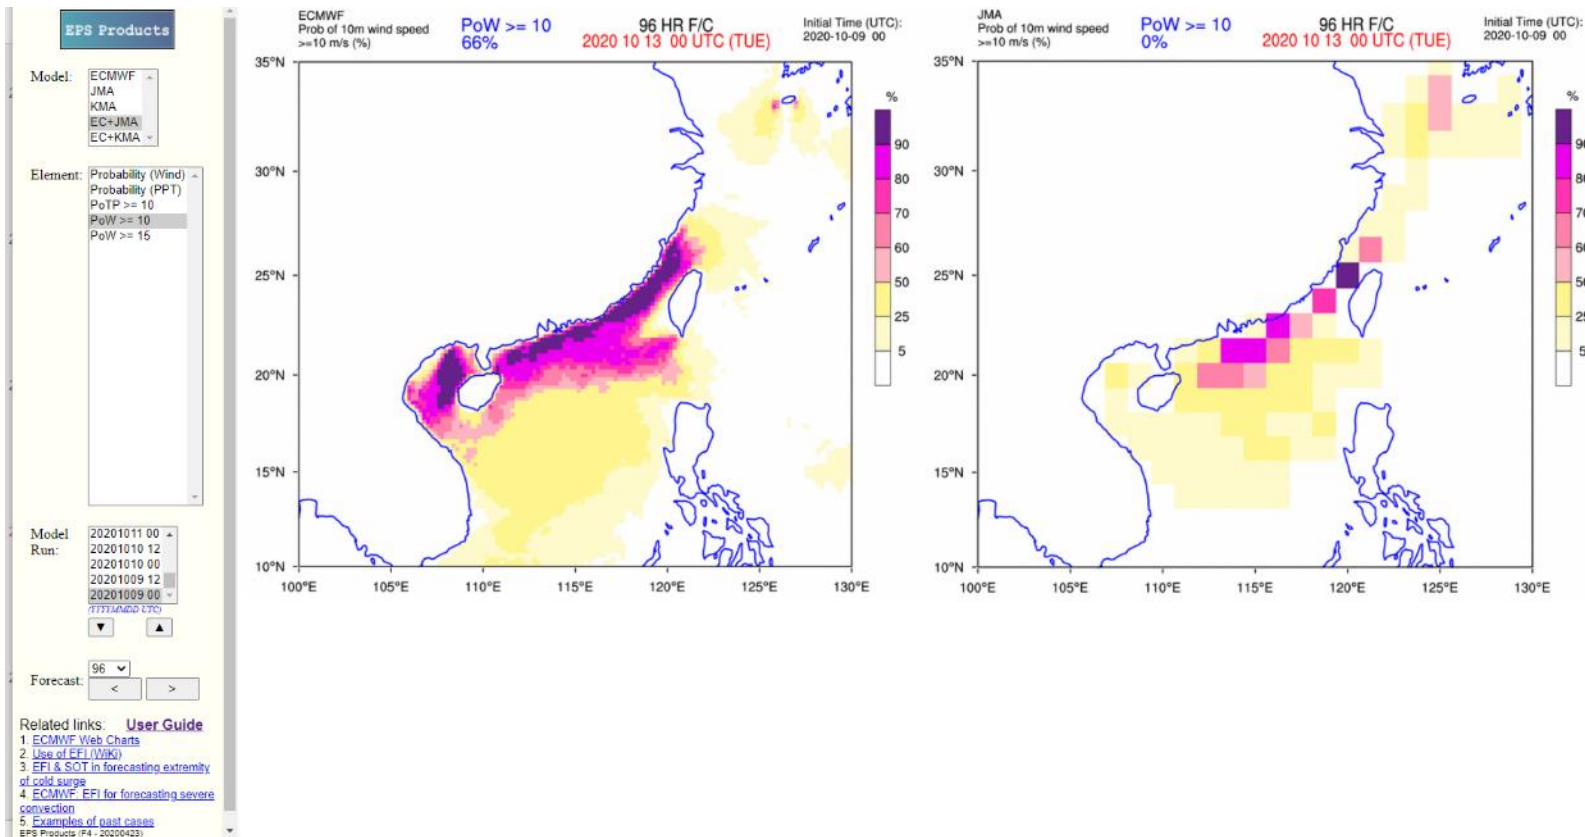 EPS Products
Model:
ECMWF
JMA
KMA
EC+JMA
EC+KMA
Element:
Probability (Wind)
Probability (PPT)
PoTP >= 10
PoW >= 10
PoW >= 15
Model
Run:
20201011 00
20201010 12
20201010 00
20201009 12
20201009 00
(YYYYMMDD UTC)
▼ ▲
Forecast:
96
< >
Related links: User Guide
1. ECMWF Web Charts
2. Use of EFI (WiKi)
3. EFI & SOT in forecasting extremity
of cold surge
4. ECMWF: EFI for forecasting severe
convection
5. Examples of past cases
EPS Products (F4 - 20200423)
ECMWF
Prob of 10m wind speed
>=10 m/s (%)
PoW >= 10
66%
96 HR F/C
2020 10 13 00 UTC (TUE)
Initial Time (UTC):
2020-10-09 00
35°N
30°N
25°N
20°N
15°N
10°N
100°E 105°E 110°E 115°E 120°E 125°E 130°E
%
90
80
70
60
50
25
5
JMA
Prob of 10m wind speed
>=10 m/s (%)
PoW >= 10
0%
96 HR F/C
2020 10 13 00 UTC (TUE)
Initial Time (UTC):
2020-10-09 00
35°N
30°N
25°N
20°N
15°N
10°N
100°E 105°E 110°E 115°E 120°E 125°E 130°E
%